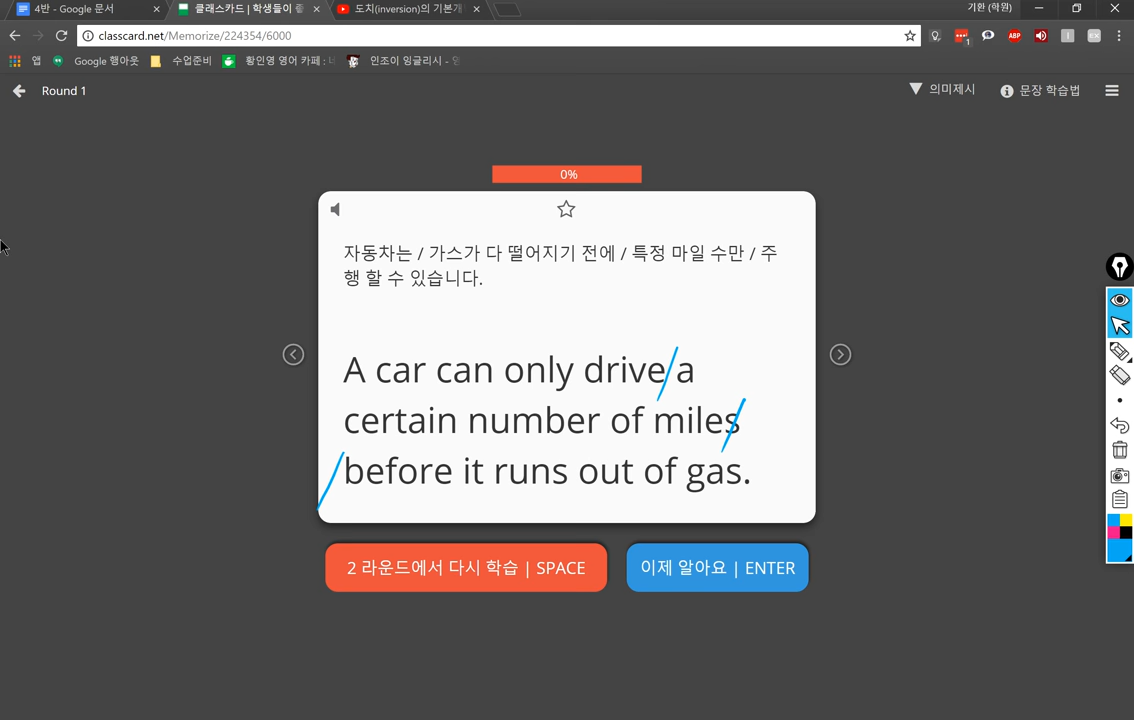 4반 - Google 문서
클래스카드 | 학생들이 좋
도치(inversion)의 기본개
기환 (학원)
classcard.net/Memorize/224354/6000
1
ABP
앱
Google 행아웃
수업준비
황인영 영어 카페 : 네
인조이 잉글리시 -
Round 1
의미제시
문장 학습법
0%
자동차는 / 가스가 다 떨어지기 전에 / 특정 마일 수만 / 주
행 할 수 있습니다.
A car can only drive a
certain number of miles
before it runs out of gas.
2 라운드에서 다시 학습 | SPACE
이제 알아요 | ENTER